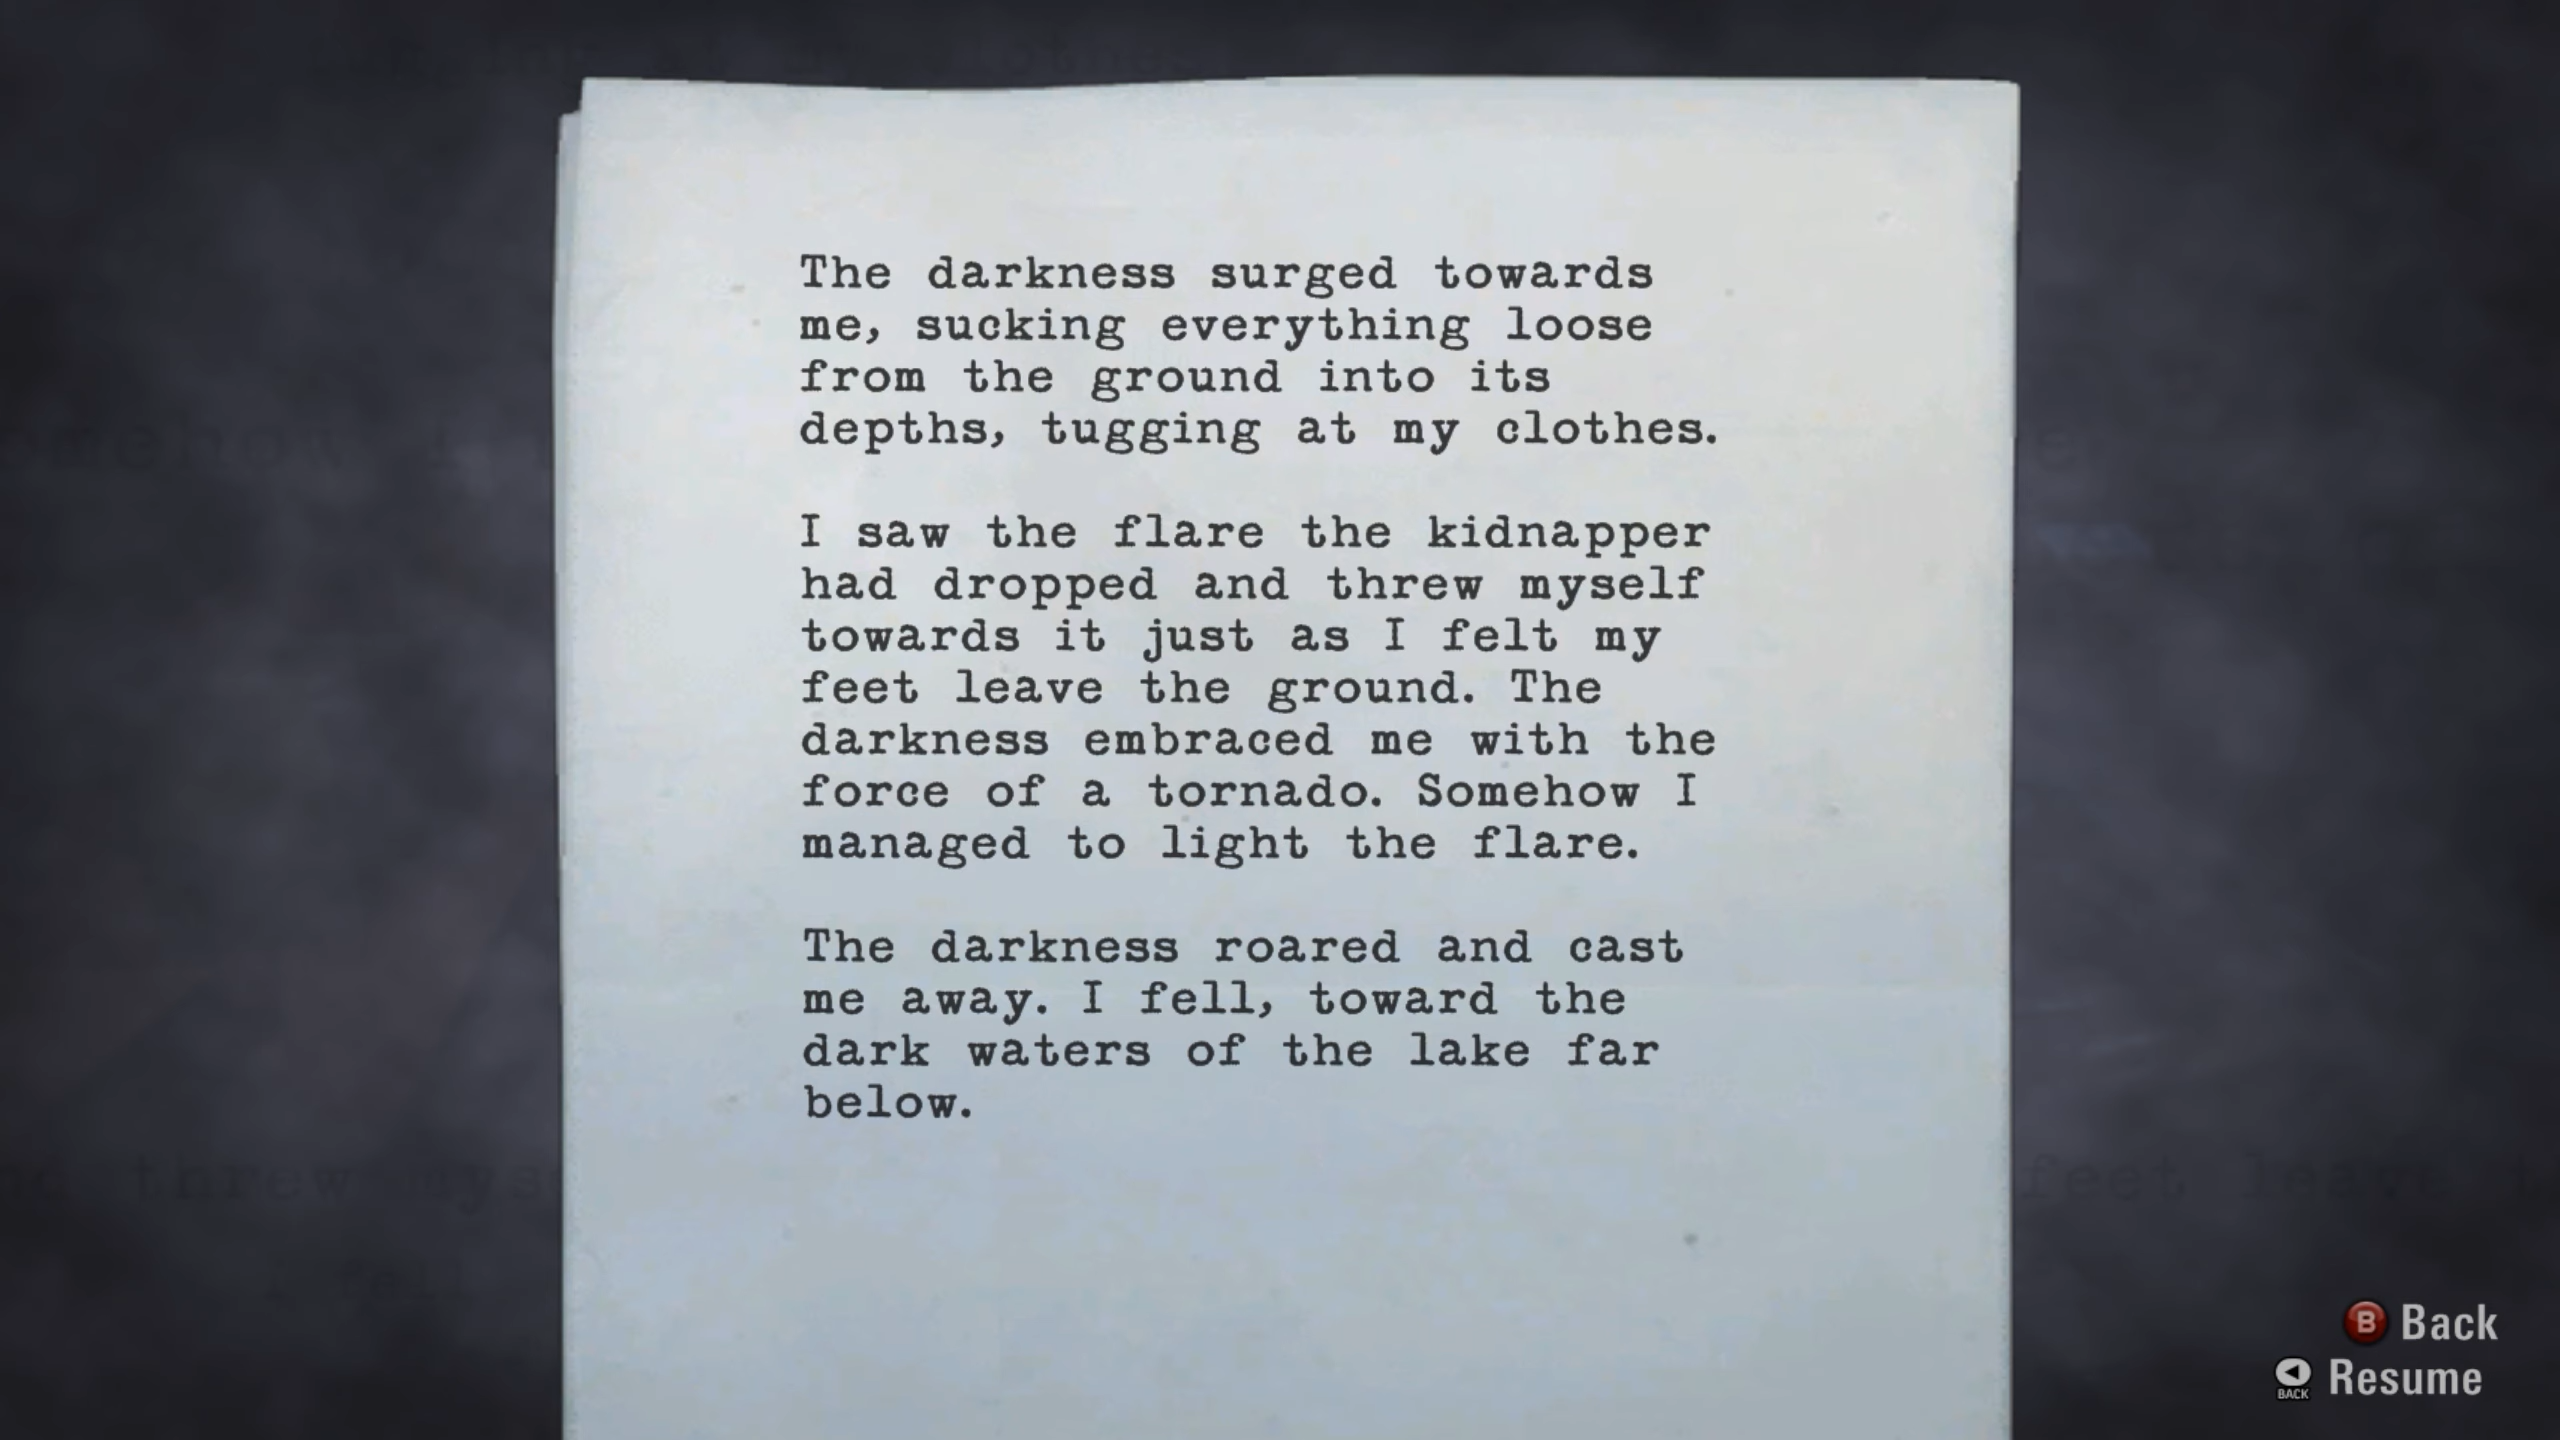 The darkness surged towards
me, sucking everything loose
from the ground into its
depths, tugging at my clothes.
I saw the flare the kidnapper
had dropped and threw myself
towards it just as I felt my
feet leave the ground. The
darkness embraced me with the
force of a tornado. Somehow I
managed to light the flare.
The darkness roared and cast
me away. I fell, toward the
dark waters of the lake far
below.
B Back
BACK Resume